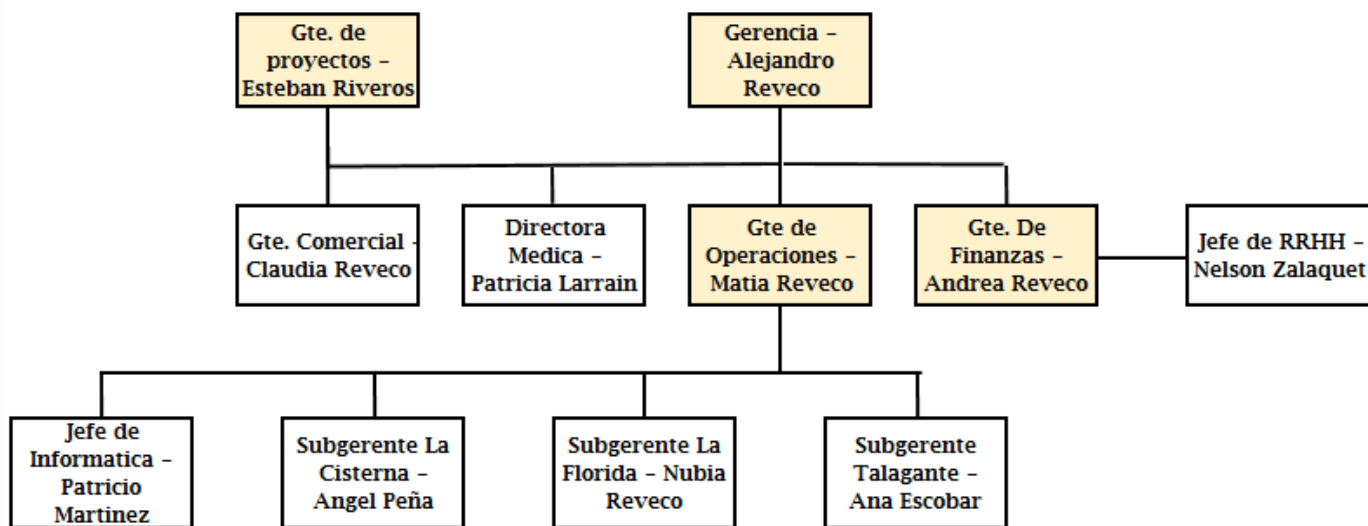 Gte. de
proyectos –
Esteban Riveros
Gerencia –
Alejandro
Reveco
Gte. Comercial –
Claudia Reveco
Directora
Medica –
Patricia Larrain
Gte de
Operaciones –
Matia Reveco
Gte. De
Finanzas –
Andrea Reveco
Jefe de RRHH –
Nelson Zalaquet
Jefe de
Informatica –
Patricio
Martinez
Subgerente La
Cisterna –
Angel Peña
Subgerente La
Florida – Nubia
Reveco
Subgerente
Talagante –
Ana Escobar